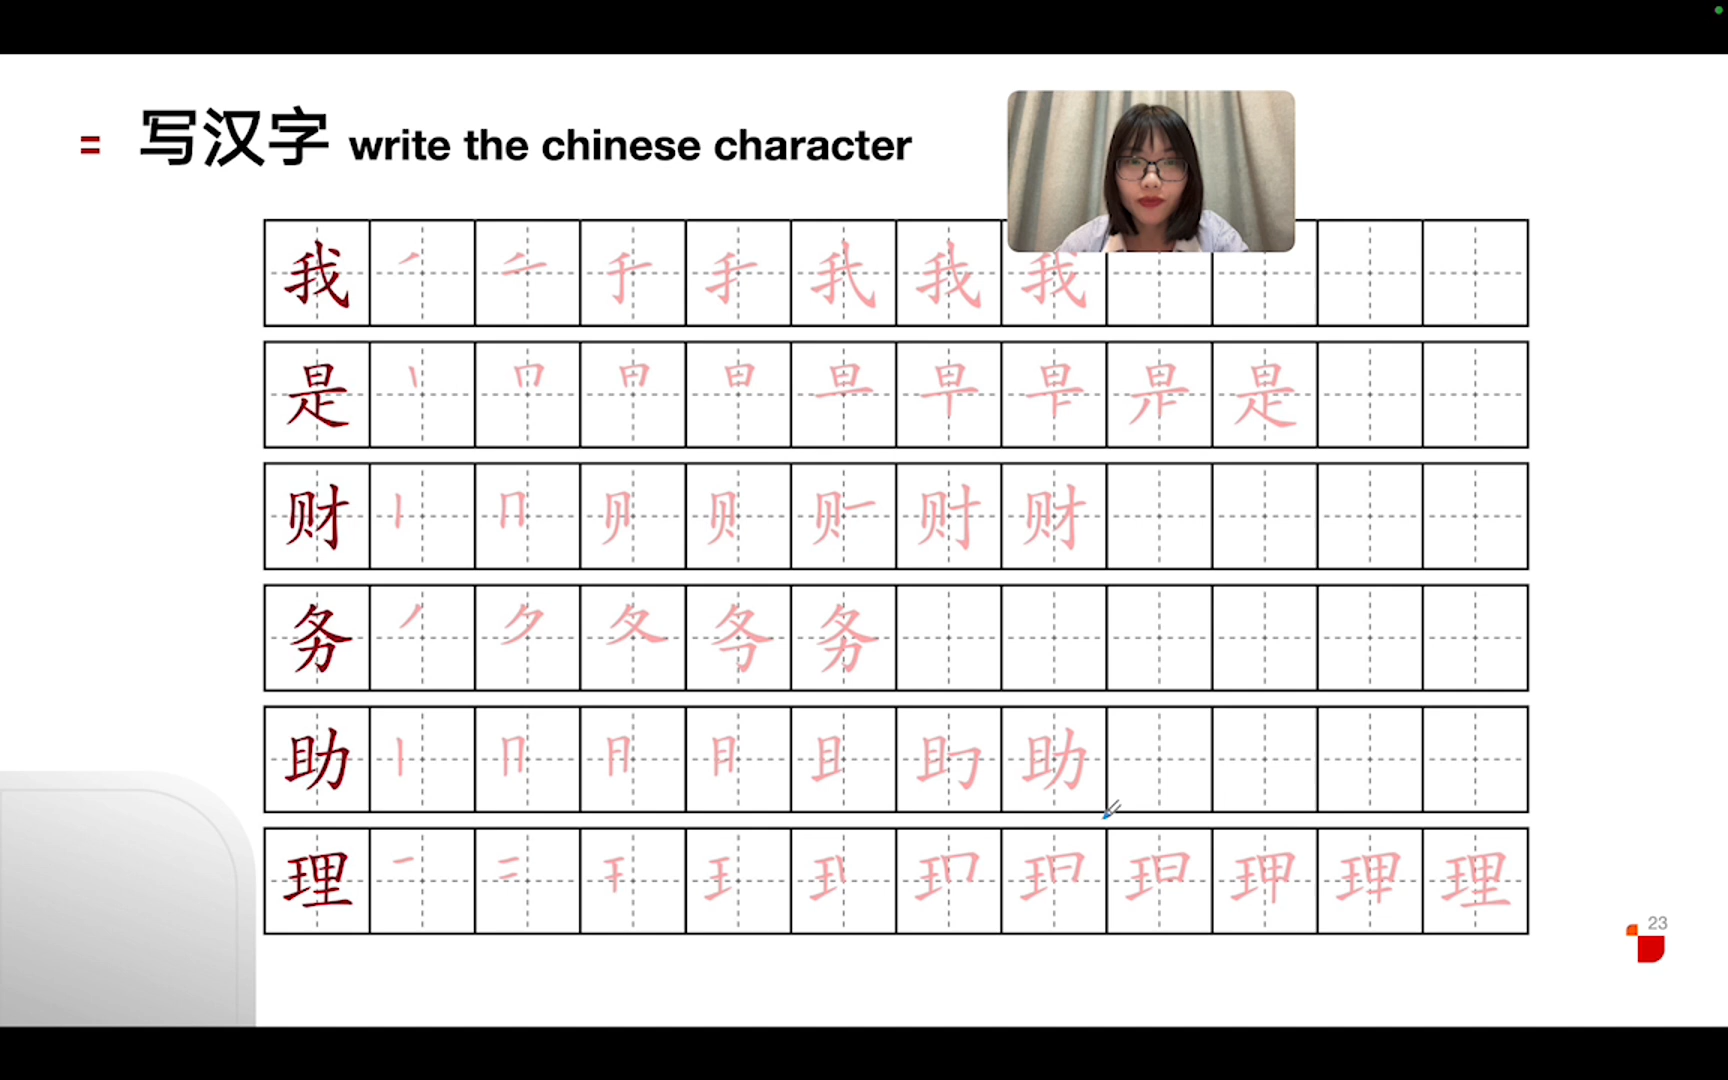 = 写汉字 write the chinese character
我
是
财
务
助
理
23